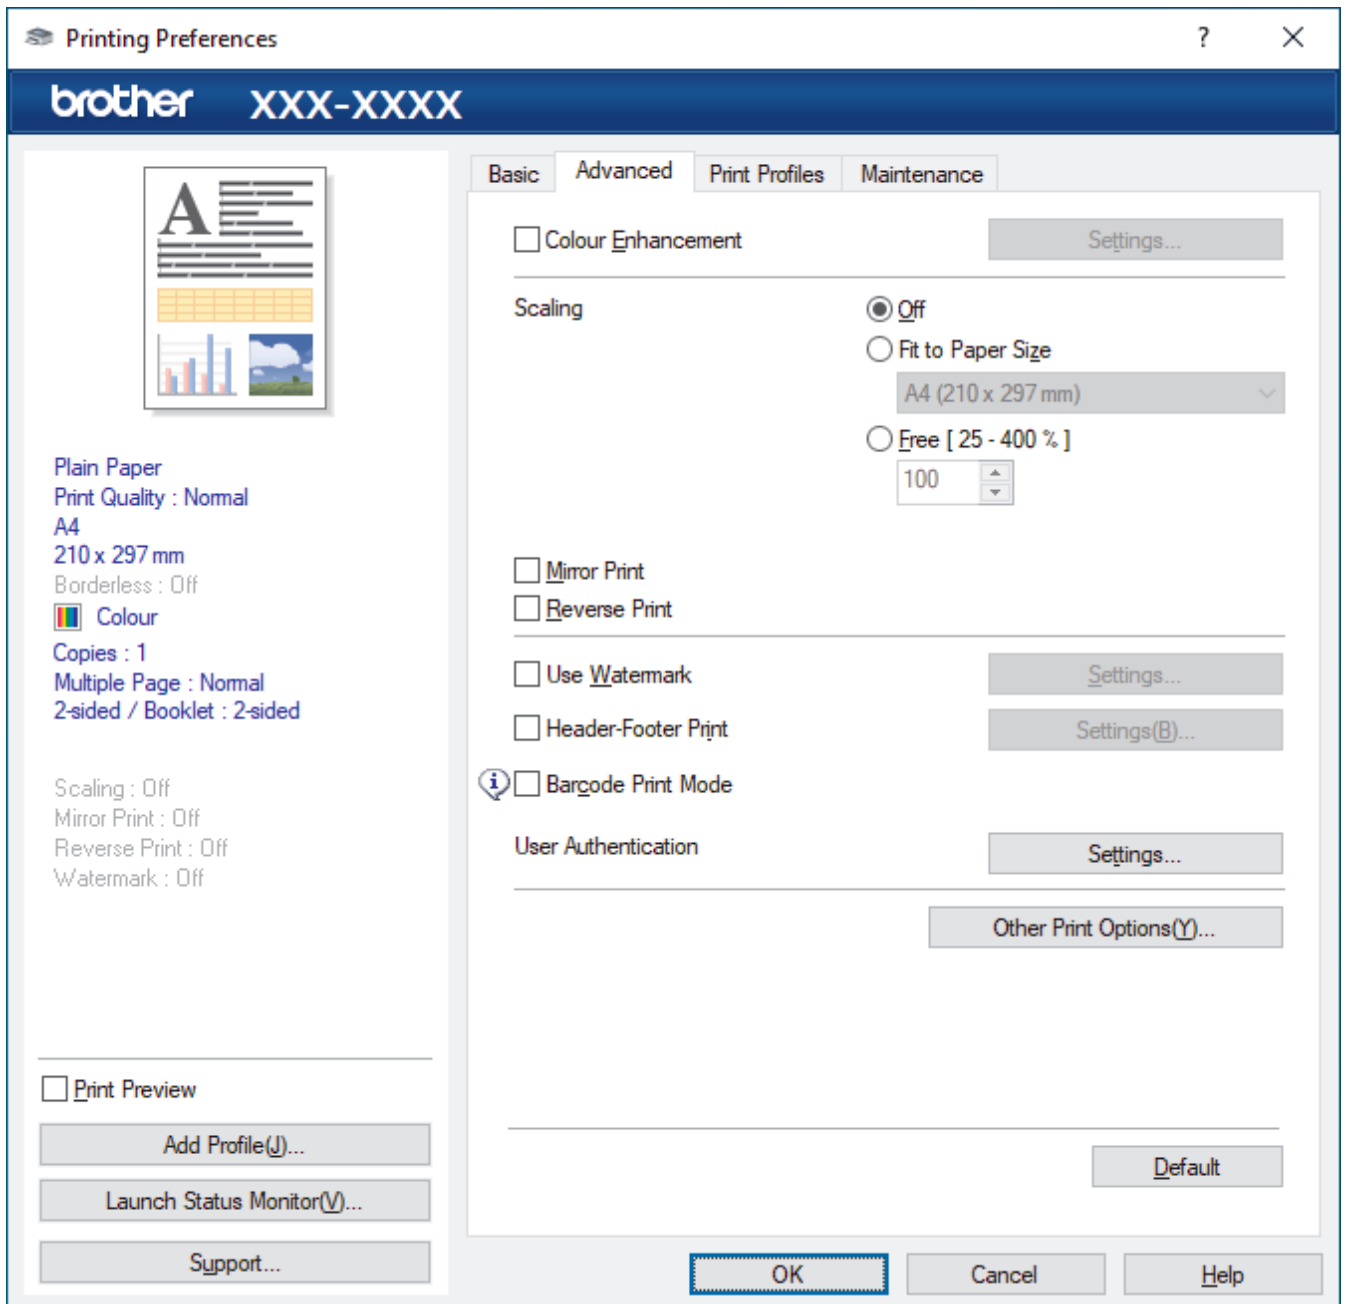 Printing Preferences
?
brother XXX-XXXX
A
Plain Paper
Print Quality : Normal
A4
210 x 297 mm
Borderless : Off
Colour
Copies : 1
Multiple Page : Normal
2-sided / Booklet : 2-sided
Scaling : Off
Mirror Print : Off
Reverse Print : Off
Watermark : Off
Print Preview
Add Profile(J)...
Launch Status Monitor(V)...
Support...
Basic Advanced Print Profiles Maintenance
Colour Enhancement Settings...
Scaling Off
Fit to Paper Size
A4 (210 x 297 mm)
Free [ 25 - 400 % ]
100
Mirror Print
Reverse Print
Use Watermark Settings...
Header-Footer Print Settings(B)...
i Barcode Print Mode
User Authentication Settings...
Other Print Options(Y)...
Default
OK Cancel Help